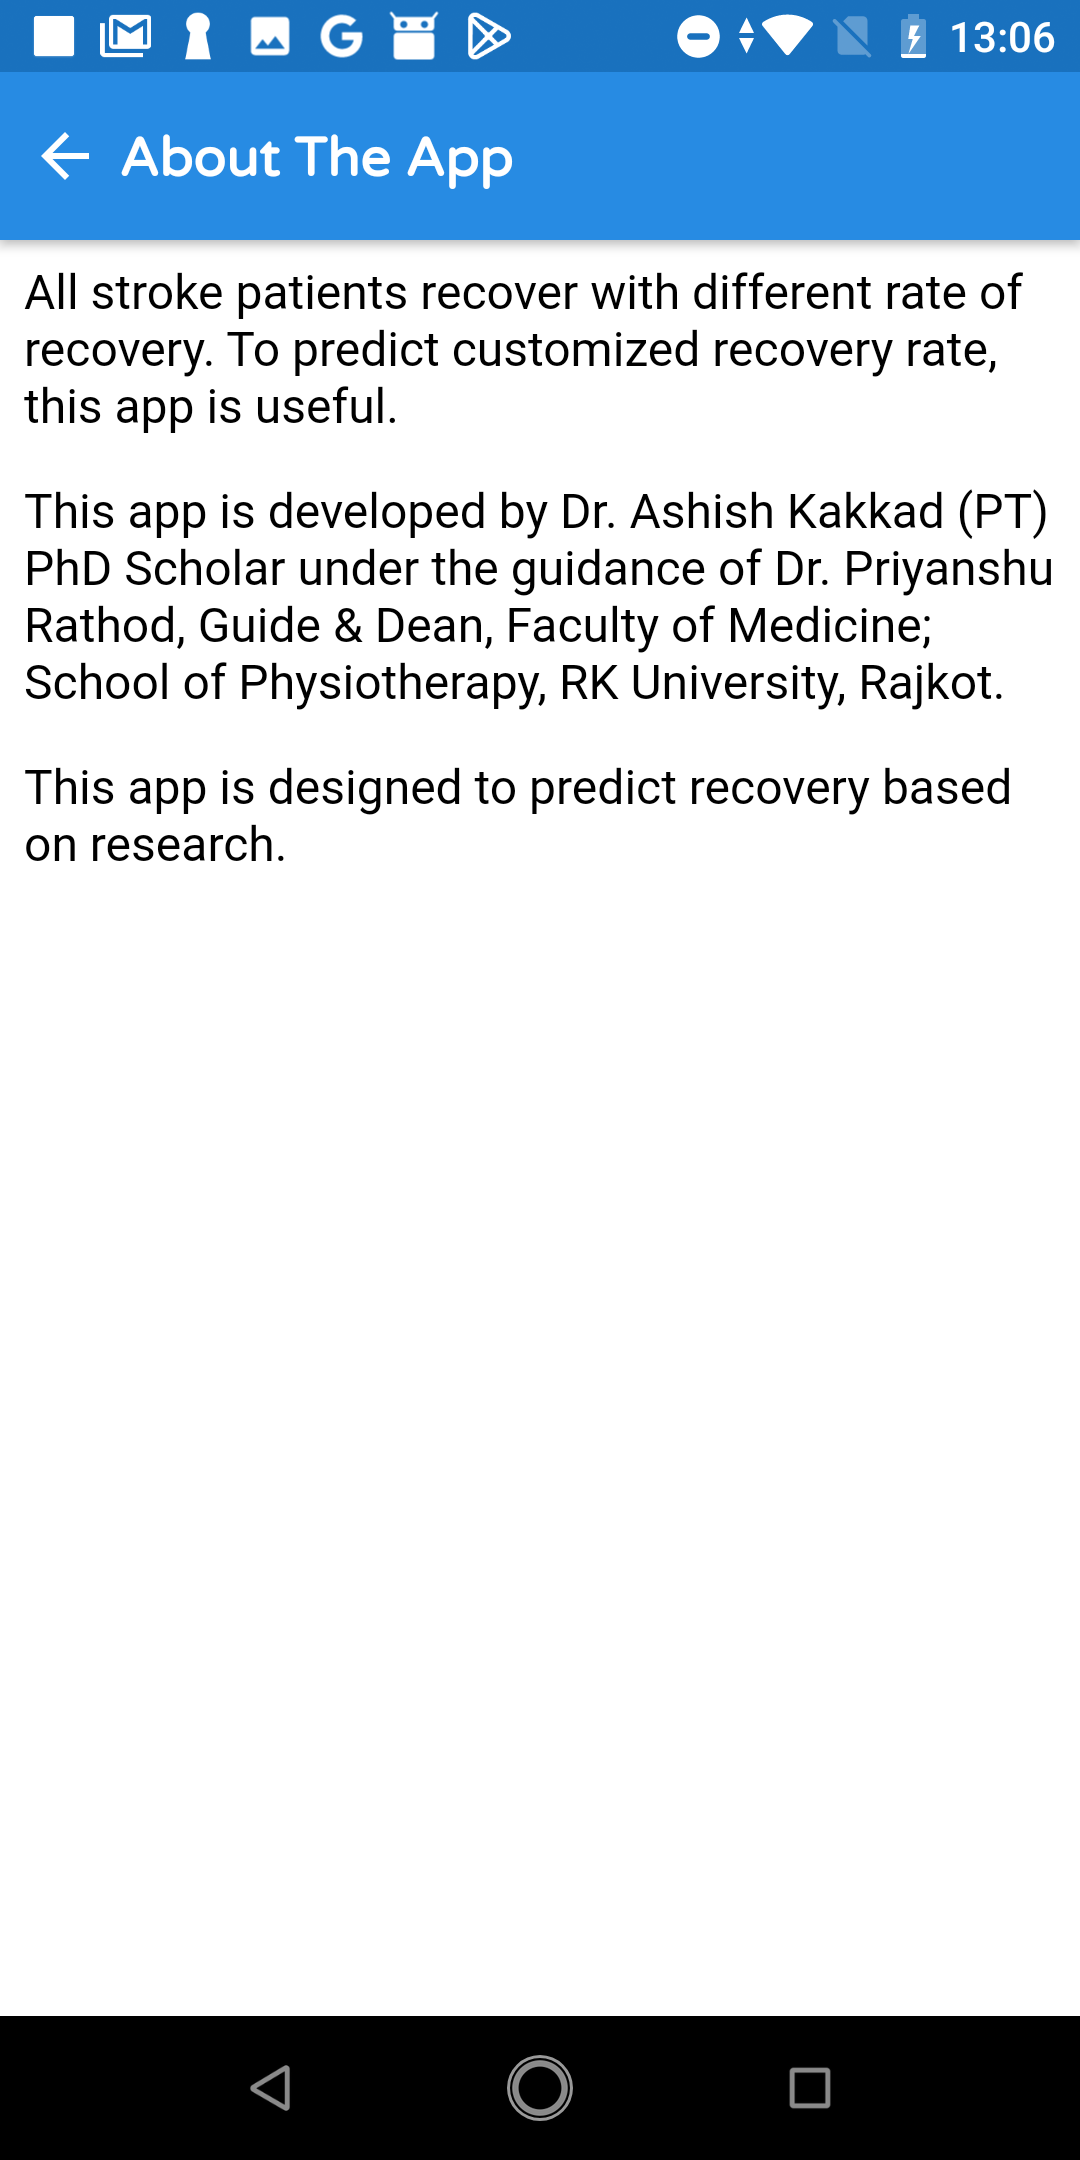 13:06
About The App
All stroke patients recover with different rate of
recovery. To predict customized recovery rate,
this app is useful.
This app is developed by Dr. Ashish Kakkad (PT)
PhD Scholar under the guidance of Dr. Priyanshu
Rathod, Guide & Dean, Faculty of Medicine;
School of Physiotherapy, RK University, Rajkot.
This app is designed to predict recovery based
on research.